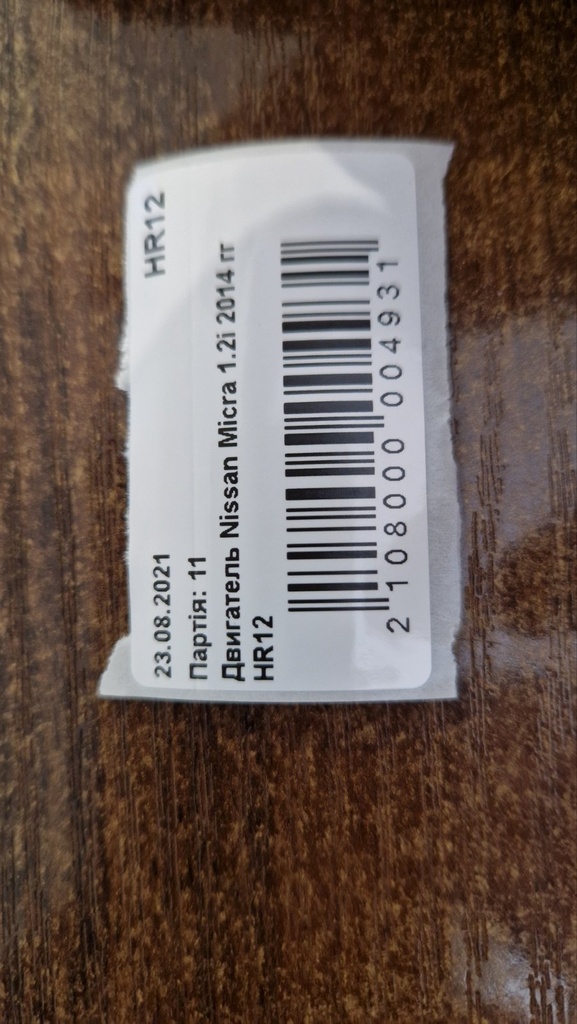 23.08.2021 HR12
Партія: 11
Двигатель Nissan Micra 1.2i 2014 гг
HR12
2 108000 004931